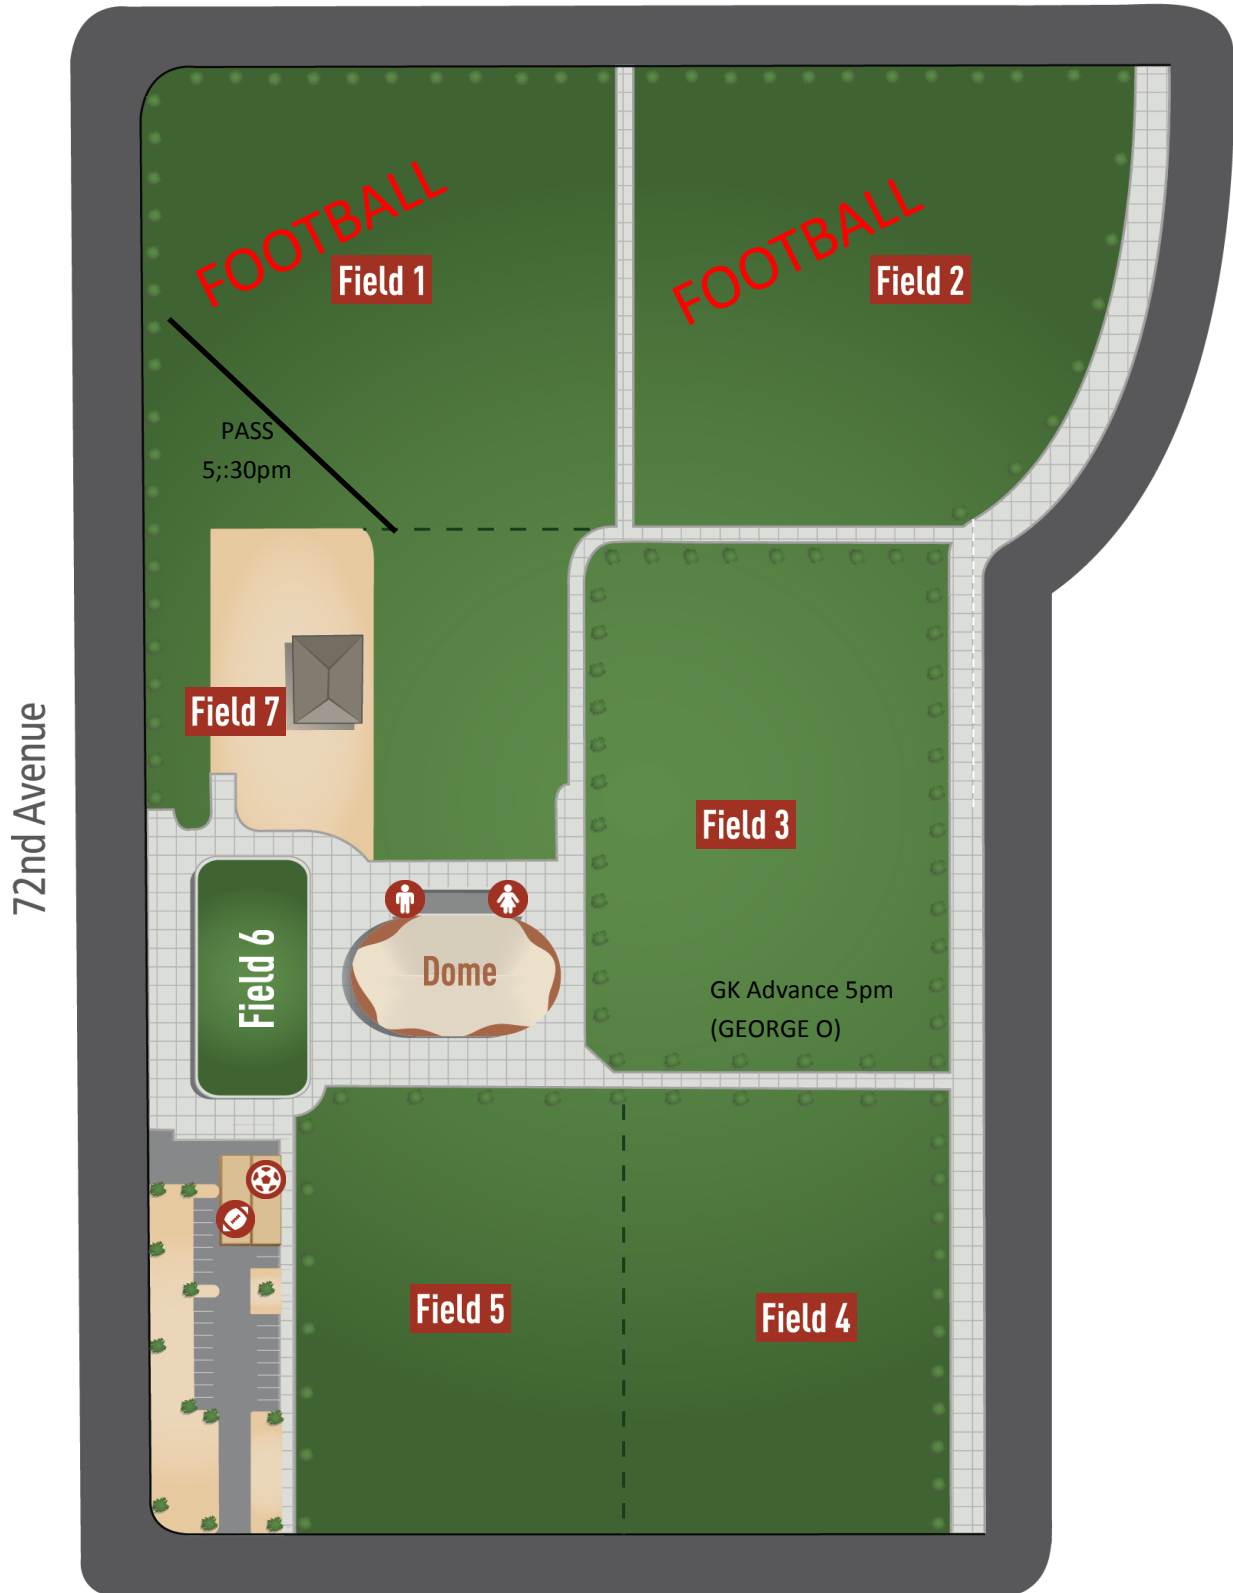 FOOTBALL
FOOTBALL
Field 1
Field 2
PASS
5;:30pm
Field 7
72nd Avenue
Field 3
Field 6
Dome
GK Advance 5pm
(GEORGE O)
Field 5
Field 4